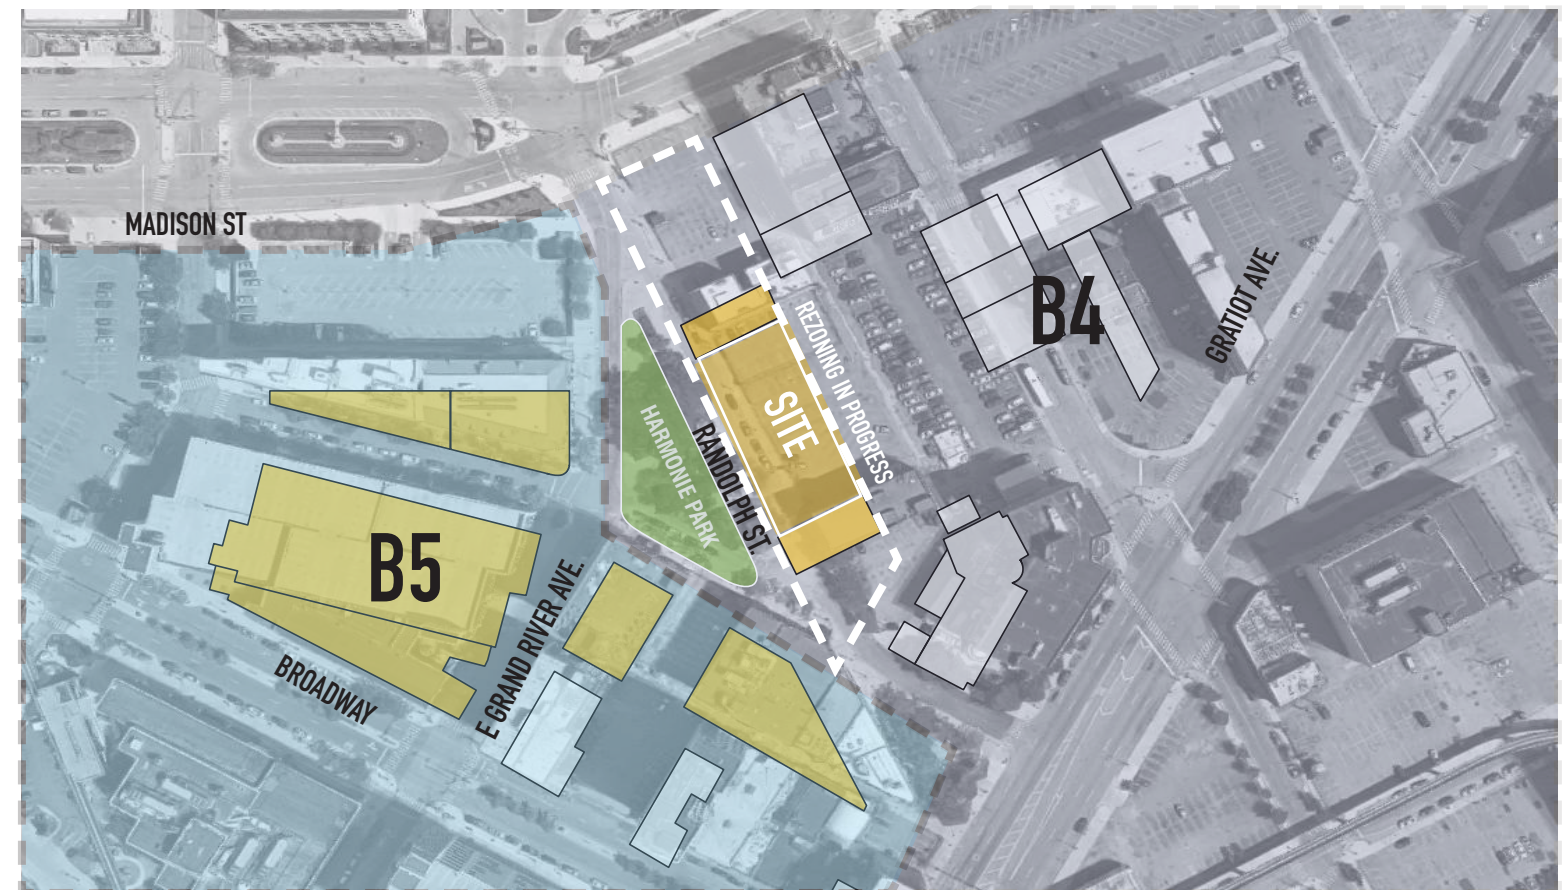 MADISON ST
B4
GRATIOT AVE.
REZONING IN PROGRESS
SITE
HARMONIE PARK
RANDOLPH ST.
B5
E GRAND RIVER AVE.
BROADWAY